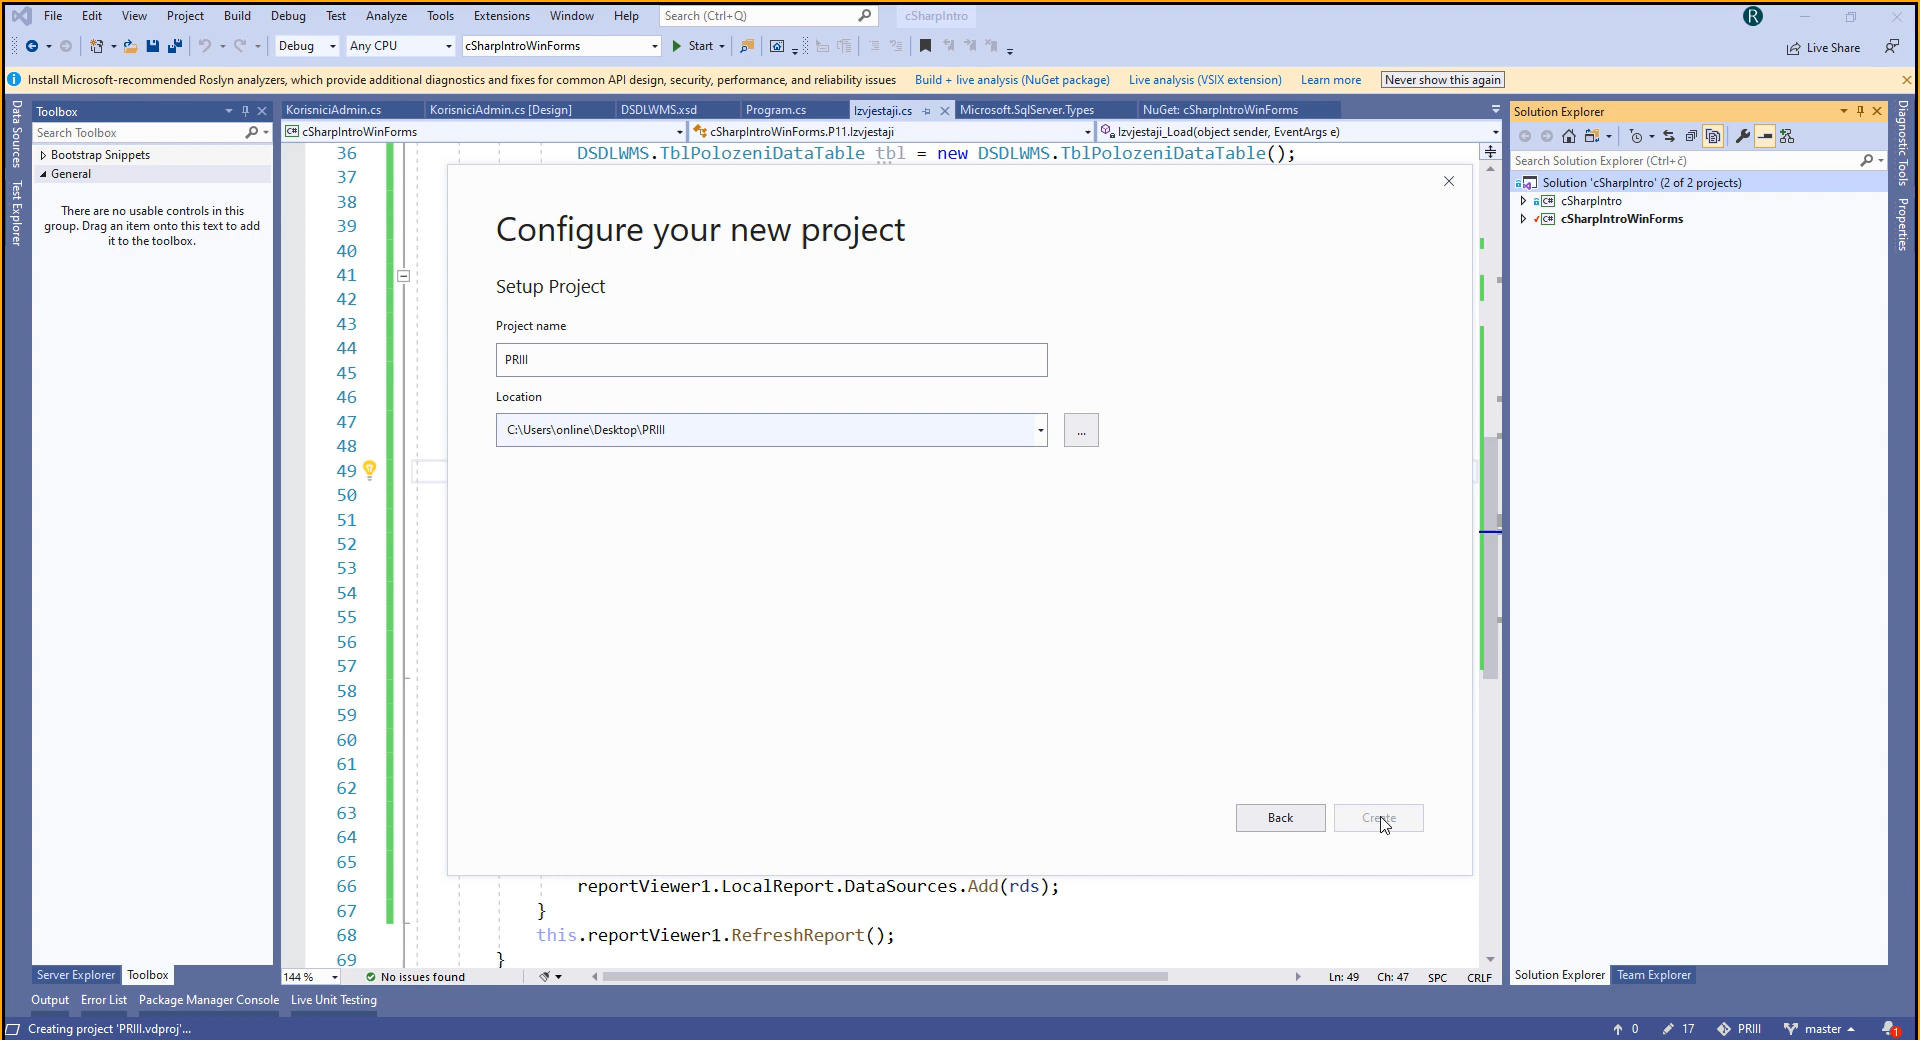 File Edit View Project Build Debug Test Analyze Tools Extensions Window Help Search (Ctrl+Q) cSharpIntro R
Debug Any CPU cSharpIntroWinForms Start Live Share
Install Microsoft-recommended Roslyn analyzers, which provide additional diagnostics and fixes for common API design, security, performance, and reliability issues Build + live analysis (NuGet package) Live analysis (VSIX extension) Learn more Never show this again
Data Sources
Test Explorer
Toolbox
Search Toolbox
Bootstrap Snippets
General
There are no usable controls in this
group. Drag an item onto this text to add
it to the toolbox.
Server Explorer Toolbox
KorisniciAdmin.cs KorisniciAdmin.cs [Design] DSDLWMS.xsd Program.cs Izvjestaji.cs Microsoft.SqlServer.Types NuGet: cSharpIntroWinForms
C# cSharpIntroWinForms cSharpIntroWinForms.P11.Izvjestaji Izvjestaji_Load(object sender, EventArgs e)
36 DSDLWMS.TblPolozeniDataTable tbl = new DSDLWMS.TblPolozeniDataTable();
37
38
39
40
41
42
43
44
45
46
47
48
49
50
51
52
53
54
55
56
57
58
59
60
61
62
63
64
65
66 reportViewer1.LocalReport.DataSources.Add(rds);
67 }
68 this.reportViewer1.RefreshReport();
69 }
Configure your new project
Setup Project
Project name
PRIII
Location
C:\Users\online\Desktop\PRIII
...
Back Create
144 % No issues found Ln: 49 Ch: 47 SPC CRLF
Solution Explorer
Search Solution Explorer (Ctrl+č)
Solution 'cSharpIntro' (2 of 2 projects)
C# cSharpIntro
C# cSharpIntroWinForms
Solution Explorer Team Explorer
Diagnostic Tools
Properties
Output Error List Package Manager Console Live Unit Testing
Creating project 'PRIII.vdproj'... 0 17 PRIII master 1